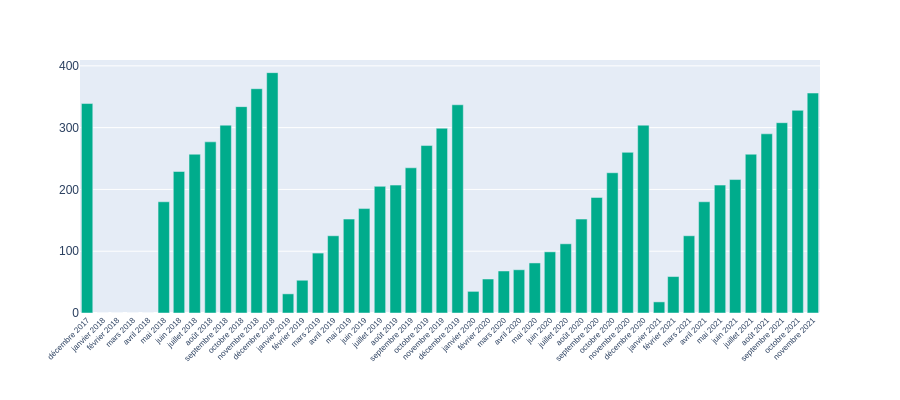 400
300
200
100
0
décembre 2017
janvier 2018
février 2018
mars 2018
avril 2018
mai 2018
juin 2018
juillet 2018
août 2018
septembre 2018
octobre 2018
novembre 2018
décembre 2018
janvier 2019
février 2019
mars 2019
avril 2019
mai 2019
juin 2019
juillet 2019
août 2019
septembre 2019
octobre 2019
novembre 2019
décembre 2019
janvier 2020
février 2020
mars 2020
avril 2020
mai 2020
juin 2020
juillet 2020
août 2020
septembre 2020
octobre 2020
novembre 2020
décembre 2020
janvier 2021
février 2021
mars 2021
avril 2021
mai 2021
juin 2021
juillet 2021
août 2021
septembre 2021
octobre 2021
novembre 2021